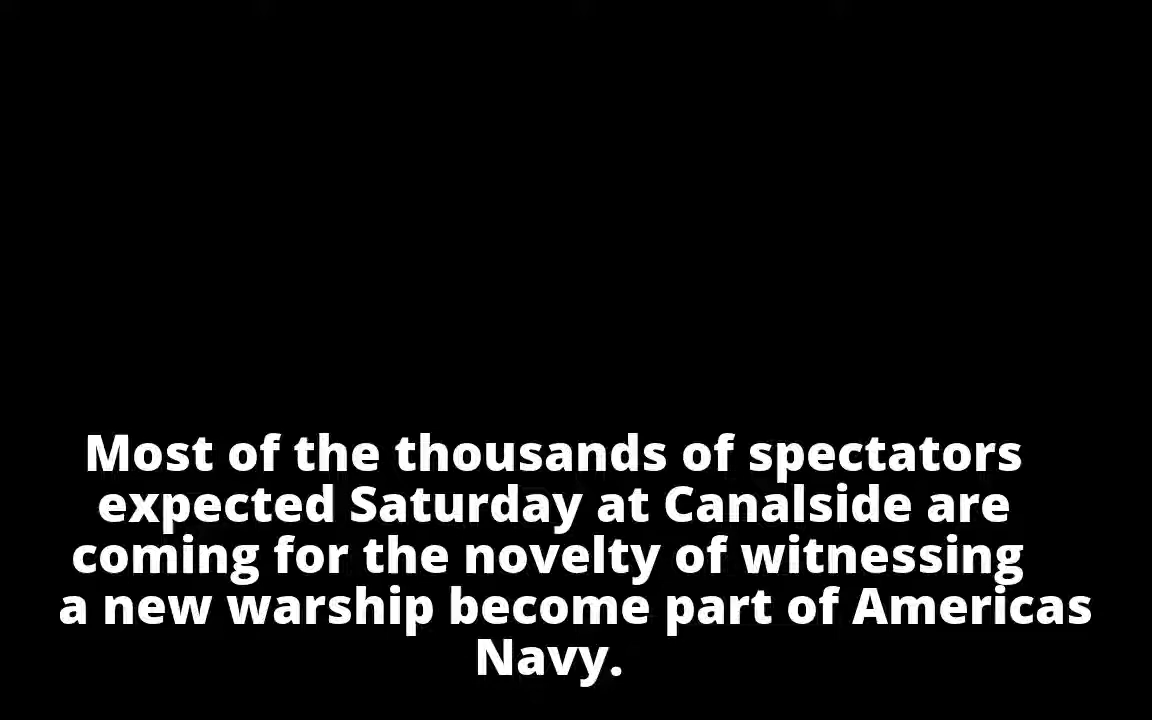 Most of the thousands of spectators
expected Saturday at Canalside are
coming for the novelty of witnessing
a new warship become part of Americas
Navy.